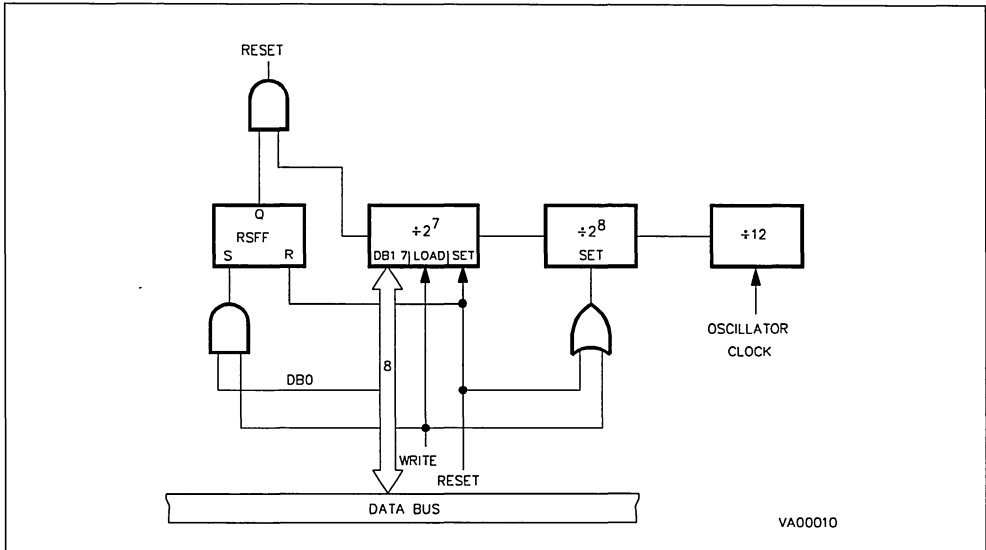 RESET
Q
RSFF
S
R
÷2⁷
DB1 7 | LOAD | SET
÷2⁸
SET
÷12
OSCILLATOR
CLOCK
8
DB0
WRITE
RESET
DATA BUS
VA00010